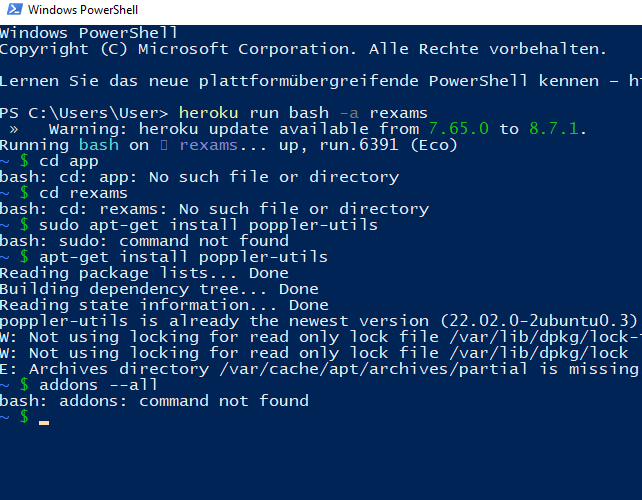 Windows PowerShell
Windows PowerShell
Copyright (C) Microsoft Corporation. Alle Rechte vorbehalten.
Lernen Sie das neue plattformübergreifende PowerShell kennen – h
PS C:\Users\User> heroku run bash -a rexams
»   Warning: heroku update available from 7.65.0 to 8.7.1.
Running bash on ▯ rexams... up, run.6391 (Eco)
~ $ cd app
bash: cd: app: No such file or directory
~ $ cd rexams
bash: cd: rexams: No such file or directory
~ $ sudo apt-get install poppler-utils
bash: sudo: command not found
~ $ apt-get install poppler-utils
Reading package lists... Done
Building dependency tree... Done
Reading state information... Done
poppler-utils is already the newest version (22.02.0-2ubuntu0.3)
W: Not using locking for read only lock file /var/lib/dpkg/lock-
W: Not using locking for read only lock file /var/lib/dpkg/lock
E: Archives directory /var/cache/apt/archives/partial is missing
~ $ addons --all
bash: addons: command not found
~ $